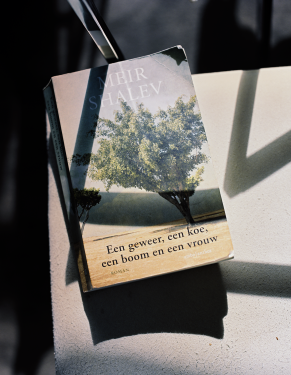 MEIR
SHALEV
Een geweer, een koe,
een boom en een vrouw
ROMAN